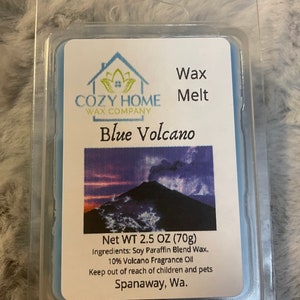 COZY HOME
WAX COMPANY
Wax
Melt
Blue Volcano
Net WT 2.5 OZ (70g)
Ingredients: Soy Paraffin Blend Wax,
10% Volcano Fragrance Oil
Keep out of reach of children and pets
Spanaway, Wa.